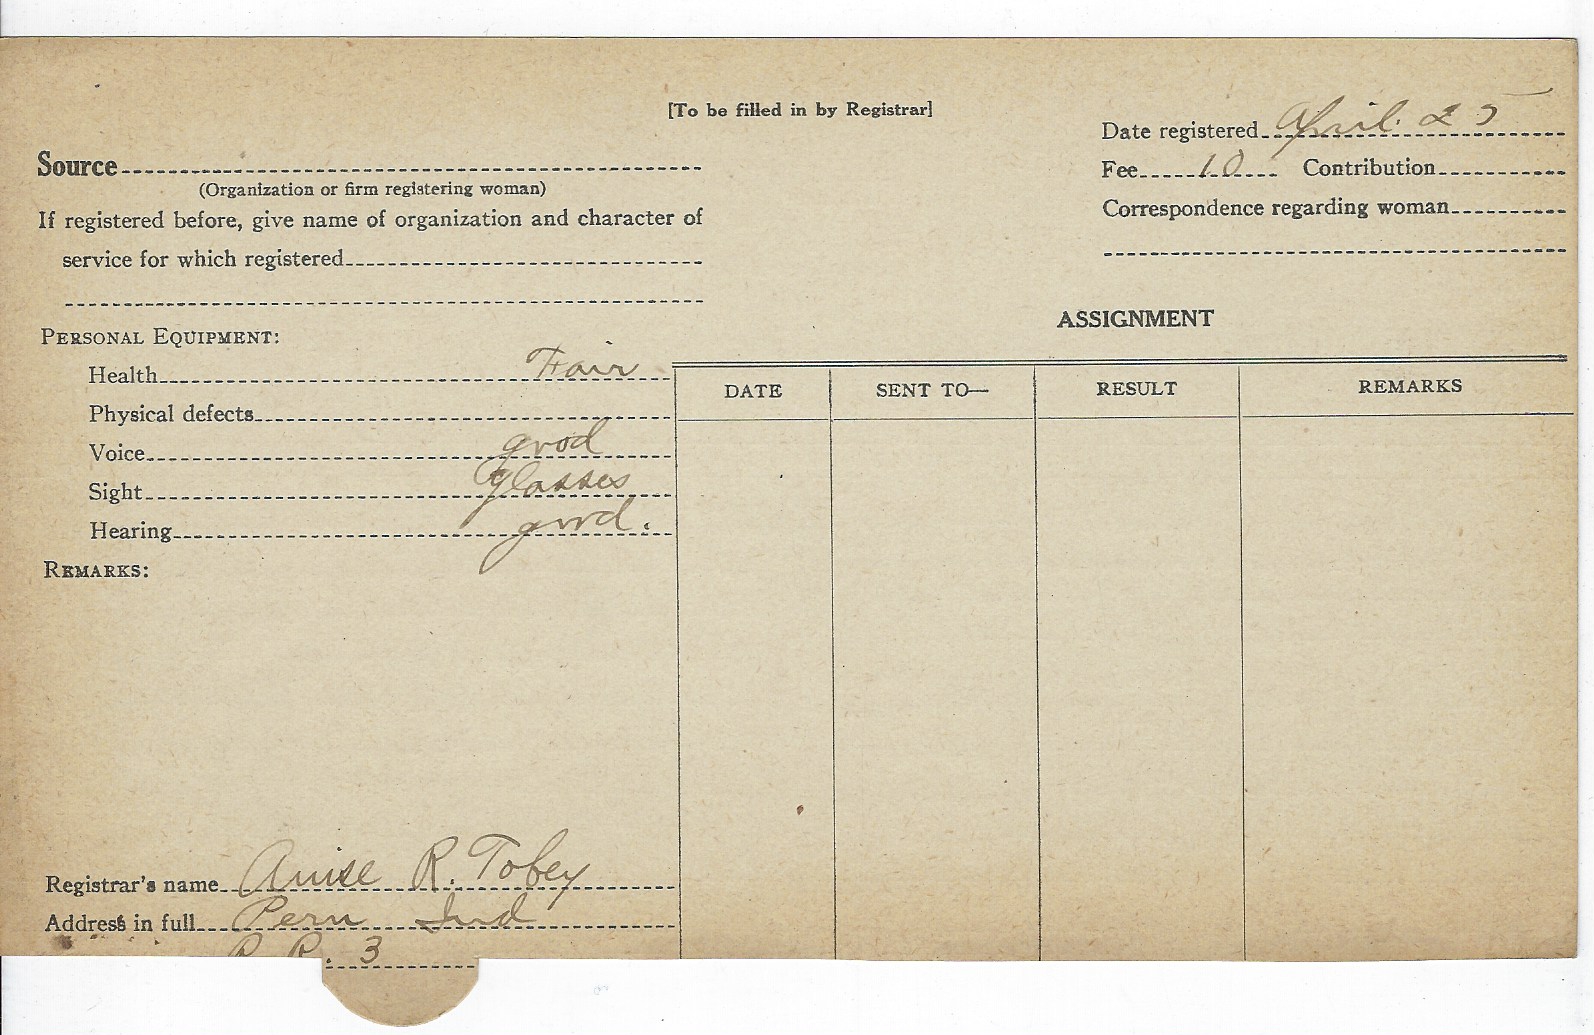 [To be filled in by Registrar]
Date registered April. 25
Source
Fee 10 Contribution
(Organization or firm registering woman)
Correspondence regarding woman
If registered before, give name of organization and character of
service for which registered
ASSIGNMENT
PERSONAL EQUIPMENT:
Health Fair
DATE SENT TO— RESULT REMARKS
Physical defects
Voice good
Sight glasses
Hearing good.
REMARKS:
Registrar's name Anise R. Tobey
Address in full Peru Ind
R R. 3